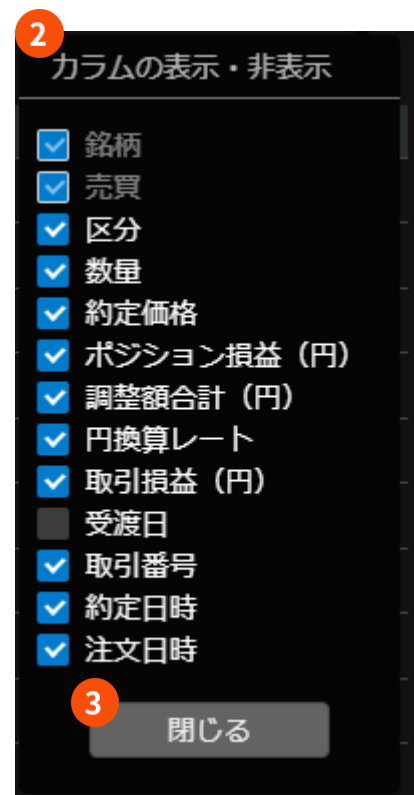 2
カラムの表示・非表示
銘柄
売買
区分
数量
約定価格
ポジション損益（円）
調整額合計（円）
円換算レート
取引損益（円）
受渡日
取引番号
約定日時
注文日時
3
閉じる